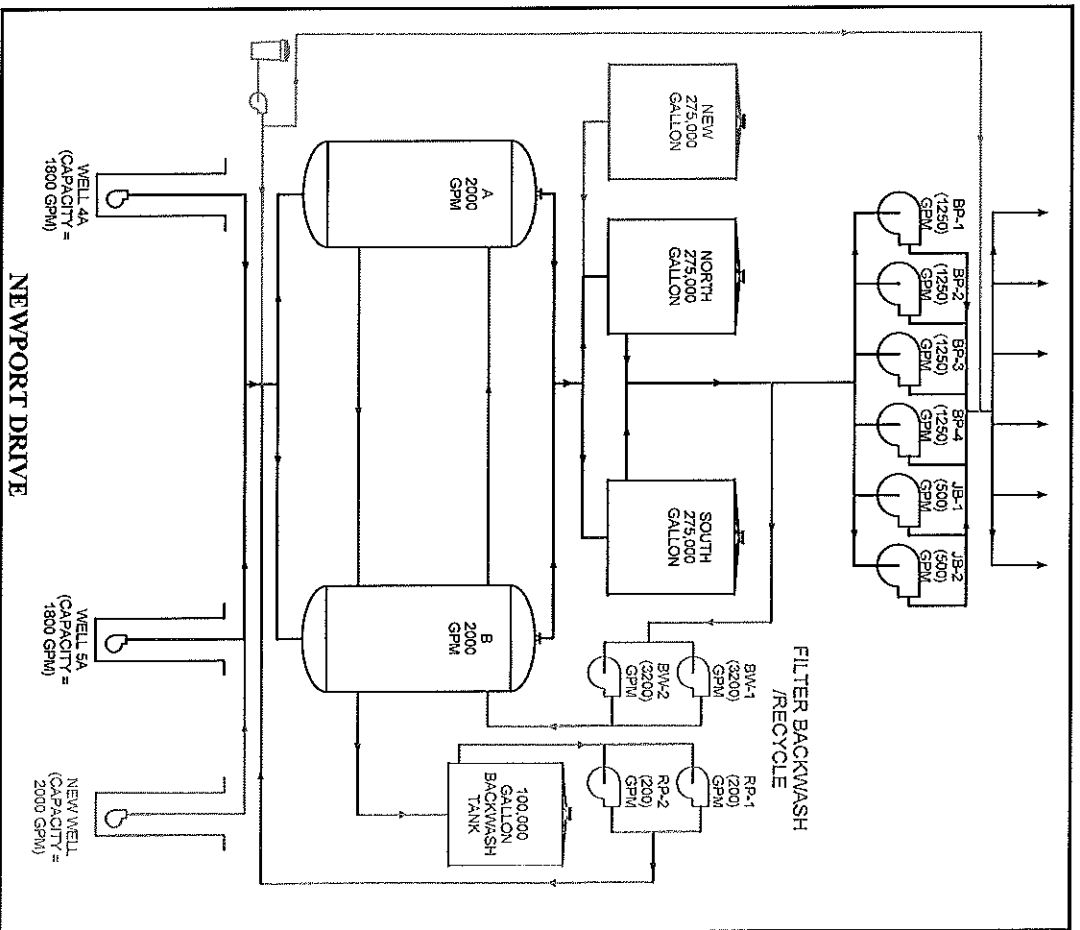 BP-1
(1250)
GPM
BP-2
(1250)
GPM
BP-3
(1250)
GPM
BP-4
(1250)
GPM
JB-1
(500)
GPM
JB-2
(500)
GPM
NEW
275,000
GALLON
NORTH
275,000
GALLON
SOUTH
275,000
GALLON
FILTER BACKWASH
/RECYCLE
BW-1
(3200)
GPM
BW-2
(3200)
GPM
RP-1
(200)
GPM
RP-2
(200)
GPM
A
2000
GPM
B
2000
GPM
100,000
GALLON
BACKWASH
TANK
WELL 4A
(CAPACITY =
1800 GPM)
WELL 5A
(CAPACITY =
1800 GPM)
NEW WELL
(CAPACITY =
2000 GPM)
NEWPORT DRIVE